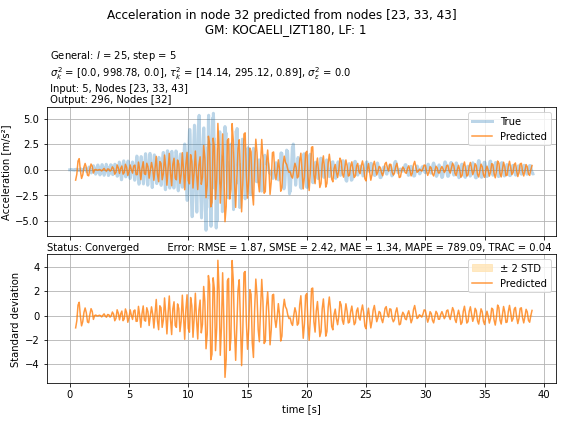 Acceleration in node 32 predicted from nodes [23, 33, 43]
GM: KOCAELI_IZT180, LF: 1
General: l = 25, step = 5
σ²ₖ = [0.0, 998.78, 0.0], τ²ₖ = [14.14, 295.12, 0.89], σ²ε = 0.0
Input: 5, Nodes [23, 33, 43]
Output: 296, Nodes [32]
Acceleration [m/s²]
5.0
2.5
0.0
−2.5
−5.0
True
Predicted
Status: Converged Error: RMSE = 1.87, SMSE = 2.42, MAE = 1.34, MAPE = 789.09, TRAC = 0.04
Standard deviation
4
2
0
−2
−4
± 2 STD
Predicted
0 5 10 15 20 25 30 35 40
time [s]